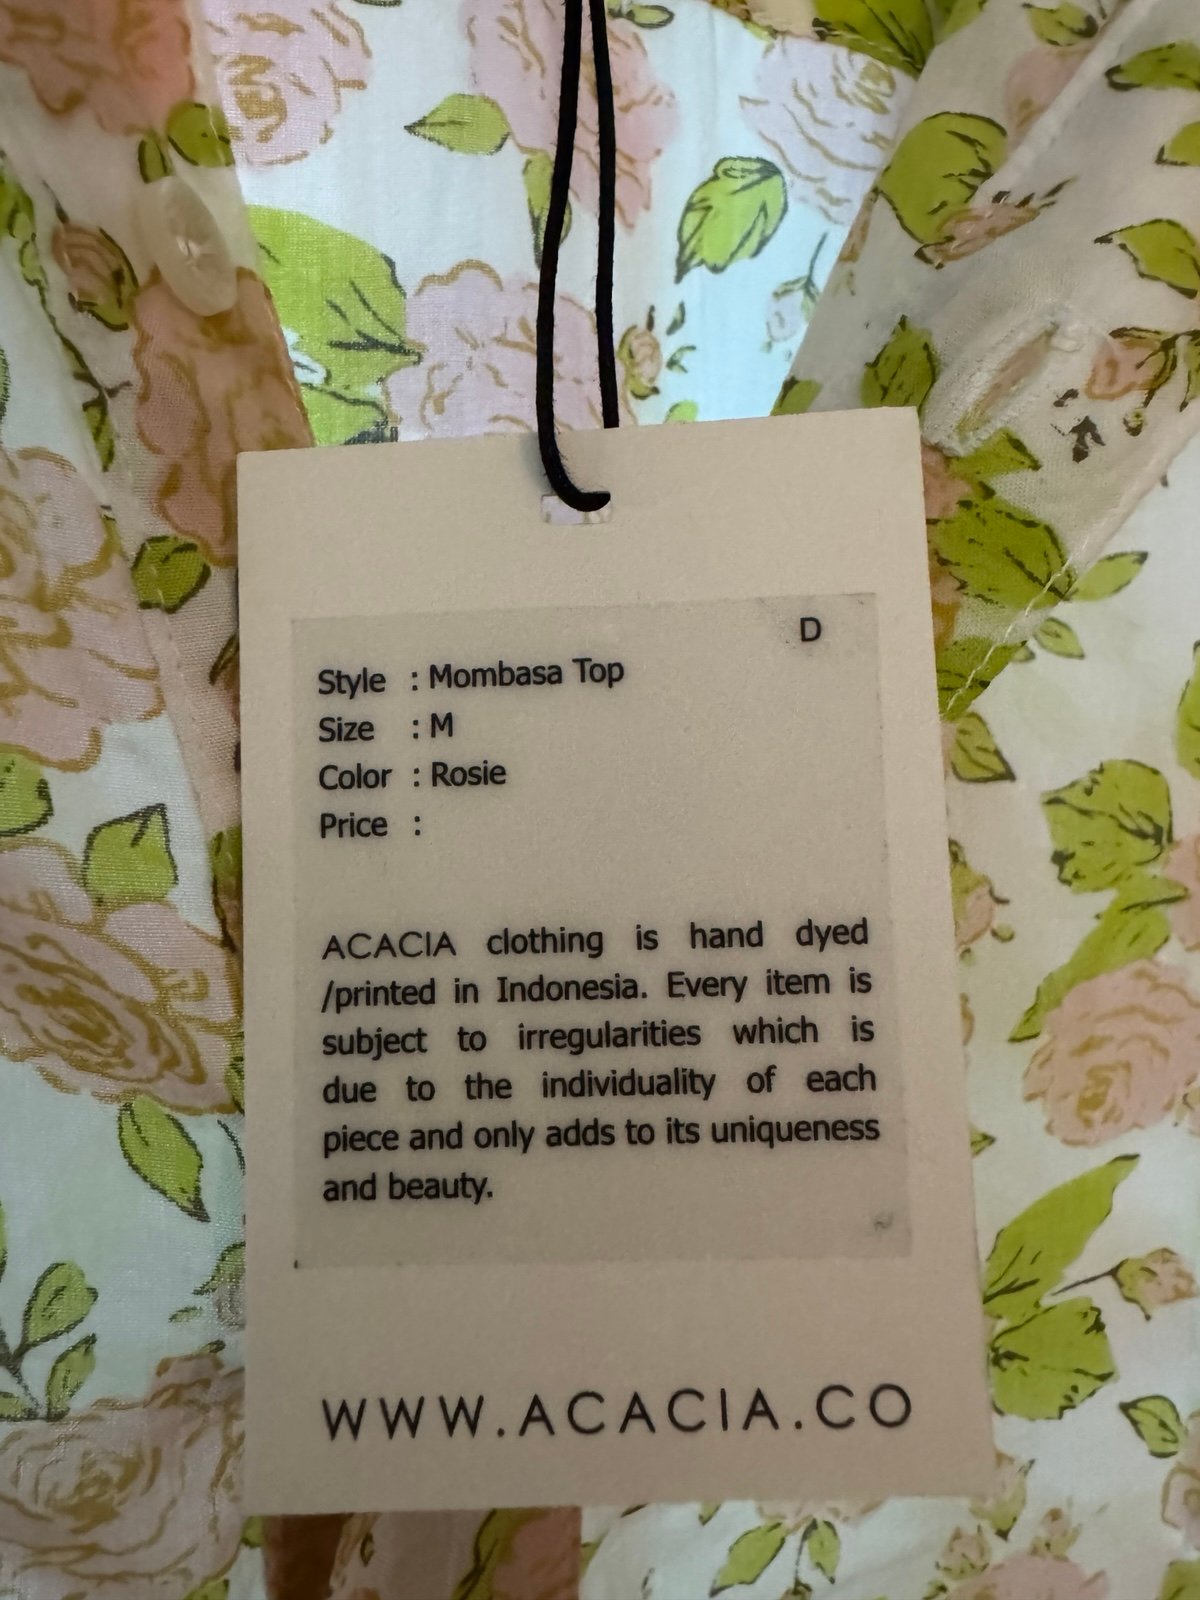 D
Style : Mombasa Top
Size : M
Color : Rosie
Price :
ACACIA clothing is hand dyed
/printed in Indonesia. Every item is
subject to irregularities which is
due to the individuality of each
piece and only adds to its uniqueness
and beauty.
WWW.ACACIA.CO